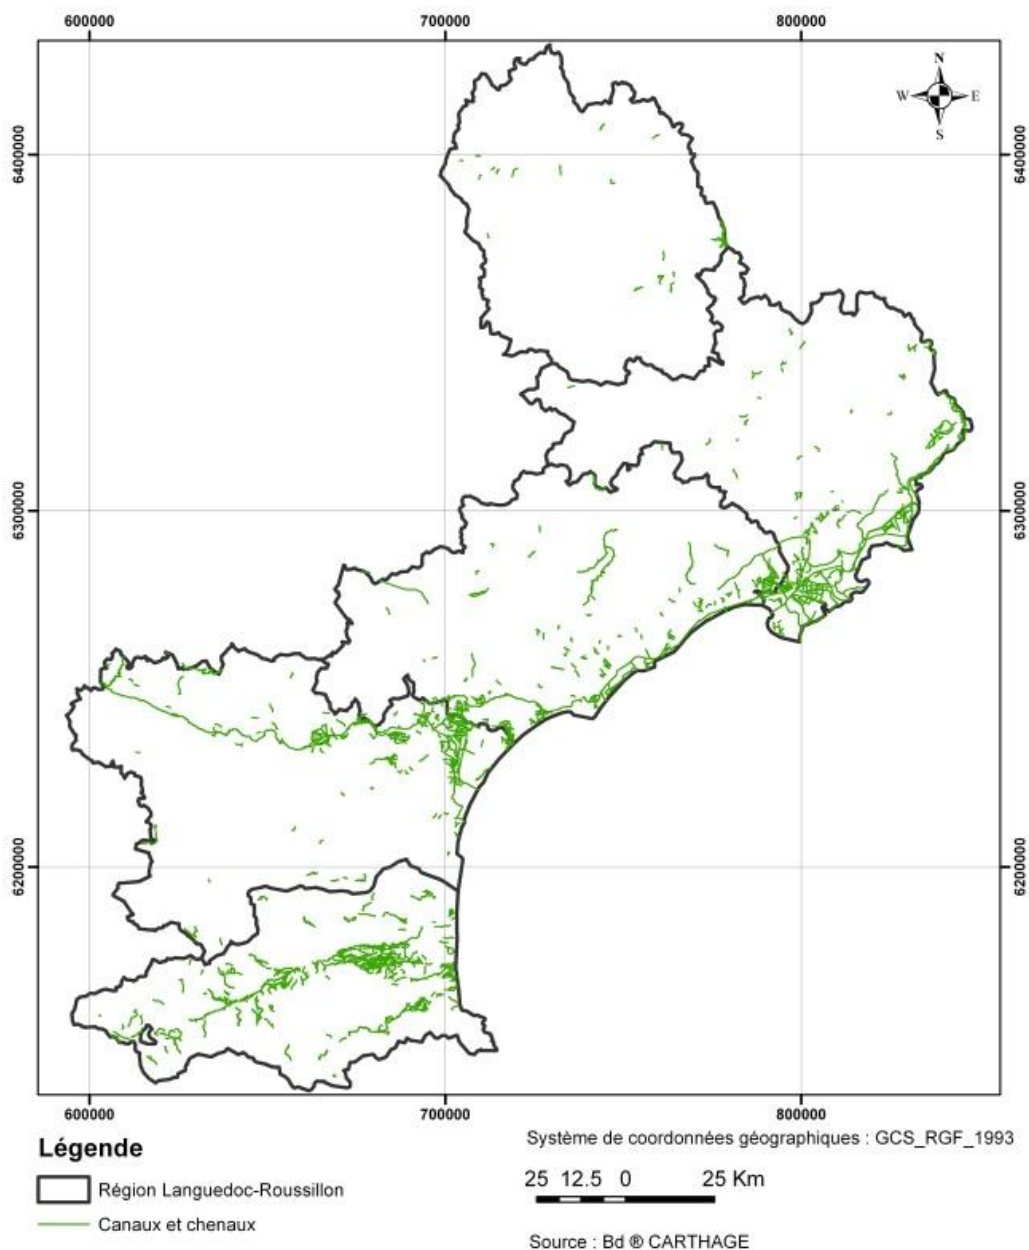 600000 700000 800000
N
W E
S
6400000 6400000
6300000 6300000
6200000 6200000
600000 700000 800000
Légende
Région Languedoc-Roussillon
Canaux et chenaux
Système de coordonnées géographiques : GCS_RGF_1993
25 12.5 0 25 Km
Source : Bd ® CARTHAGE